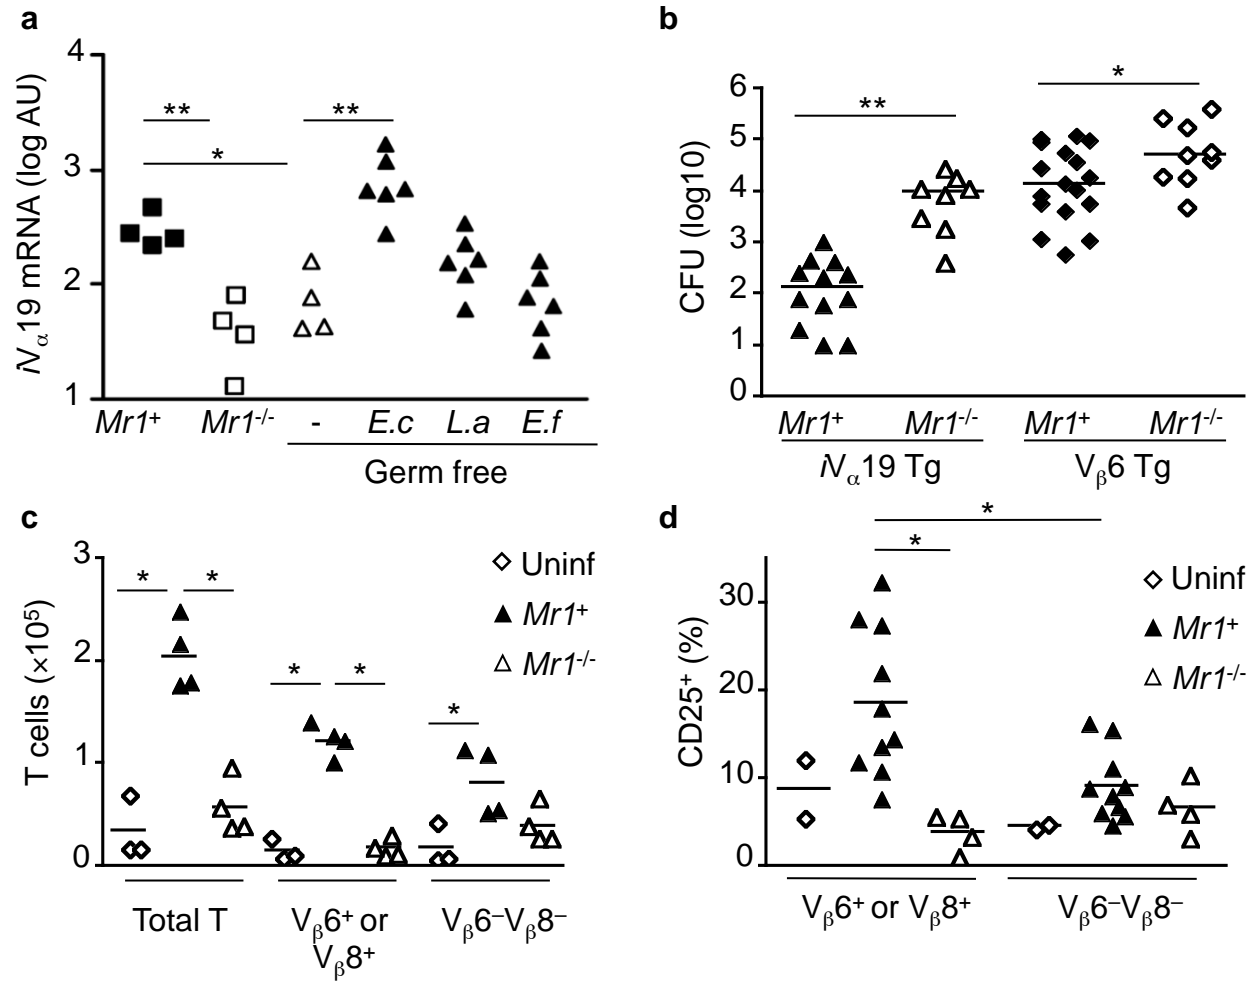 a
iVα19 mRNA (log AU)
4
3
2
1
**
*
**
Mr1⁺
Mr1⁻/⁻
-
E.c
L.a
E.f
Germ free
b
CFU (log10)
6
5
4
3
2
1
0
**
*
Mr1⁺
Mr1⁻/⁻
Mr1⁺
Mr1⁻/⁻
iVα19 Tg
Vβ6 Tg
c
T cells (×10⁵)
3
2
1
0
*
*
*
*
*
Uninf
Mr1⁺
Mr1⁻/⁻
Total T
Vβ6⁺ or
Vβ8⁺
Vβ6⁻Vβ8⁻
d
CD25⁺ (%)
30
20
10
0
*
*
Uninf
Mr1⁺
Mr1⁻/⁻
Vβ6⁺ or Vβ8⁺
Vβ6⁻Vβ8⁻